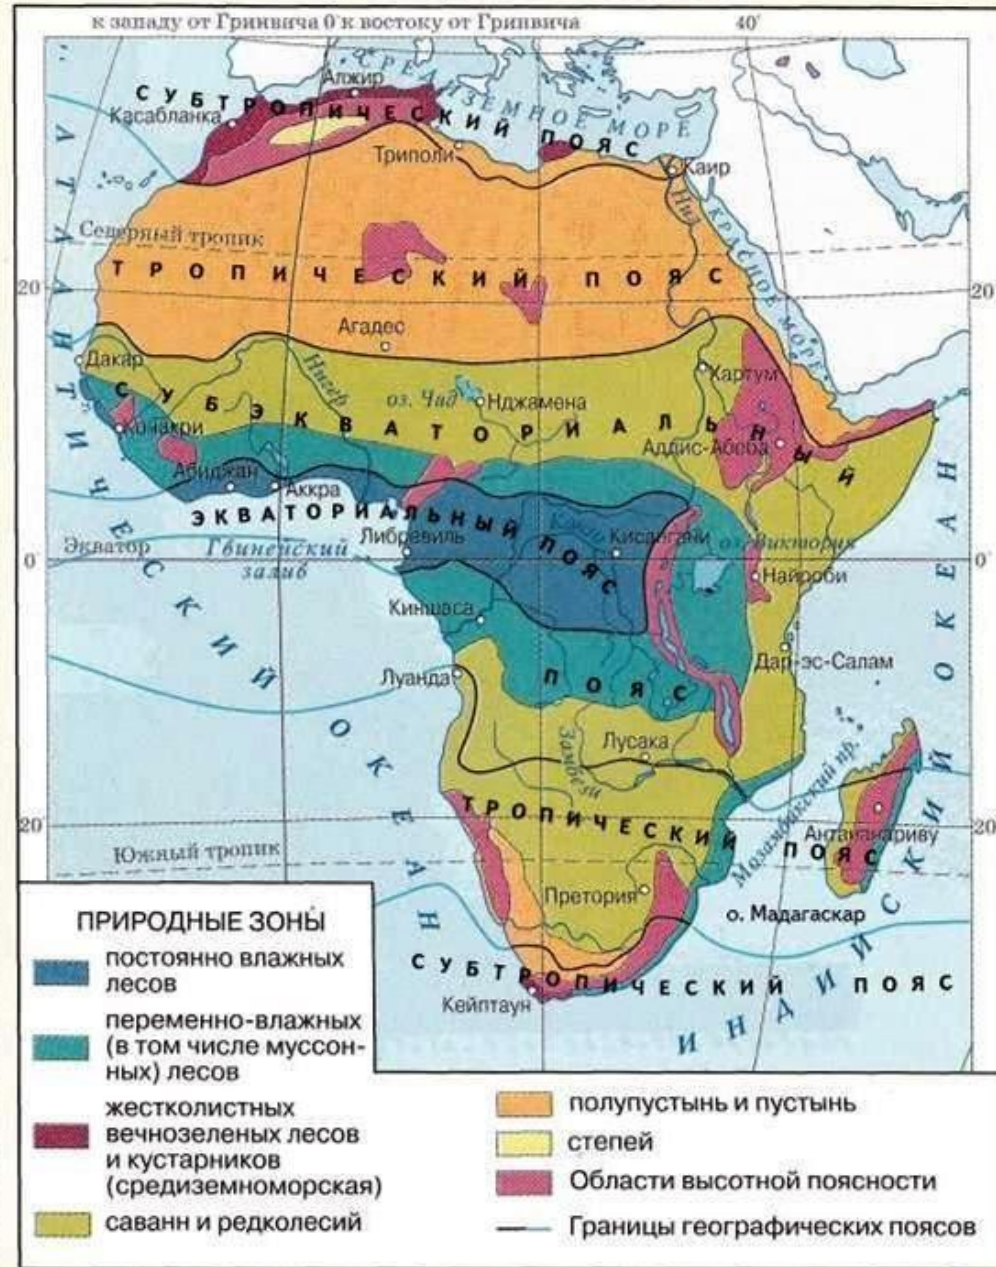 к западу от Гринвича 0° к востоку от Гринвича
40°
СРЕДИЗЕМНОЕ МОРЕ
Алжир
СУБТРОПИЧЕСКИЙ ПОЯС
Касабланка
Триполи
Каир
Нил
КРАСНОЕ МОРЕ
Северный тропик
ТРОПИЧЕСКИЙ ПОЯС
20°
20°
Агадес
Дакар
Нигер
оз. Чад
Нджамена
Хартум
СУБЭКВАТОРИАЛЬНЫЙ
Конакри
Аддис-Абеба
Абиджан
Аккра
ЭКВАТОРИАЛЬНЫЙ ПОЯС
Конго
Кисангани
оз. Виктория
Либревиль
Экватор
Гвинейский
залив
0°
0°
Найроби
Киншаса
Дар-эс-Салам
Луанда
ПОЯС
АТЛАНТИЧЕСКИЙ ОКЕАН
Лусака
Замбези
Мозамбикский пр.
ТРОПИЧЕСКИЙ ПОЯС
20°
20°
Антананариву
Южный тропик
Претория
о. Мадагаскар
СУБТРОПИЧЕСКИЙ ПОЯС
Кейптаун
ИНДИЙСКИЙ ОКЕАН
ПРИРОДНЫЕ ЗОНЫ
постоянно влажных
лесов
переменно-влажных
(в том числе муссон-
ных) лесов
жестколистных
вечнозеленых лесов
и кустарников
(средиземноморская)
саванн и редколесий
полупустынь и пустынь
степей
Области высотной поясности
Границы географических поясов